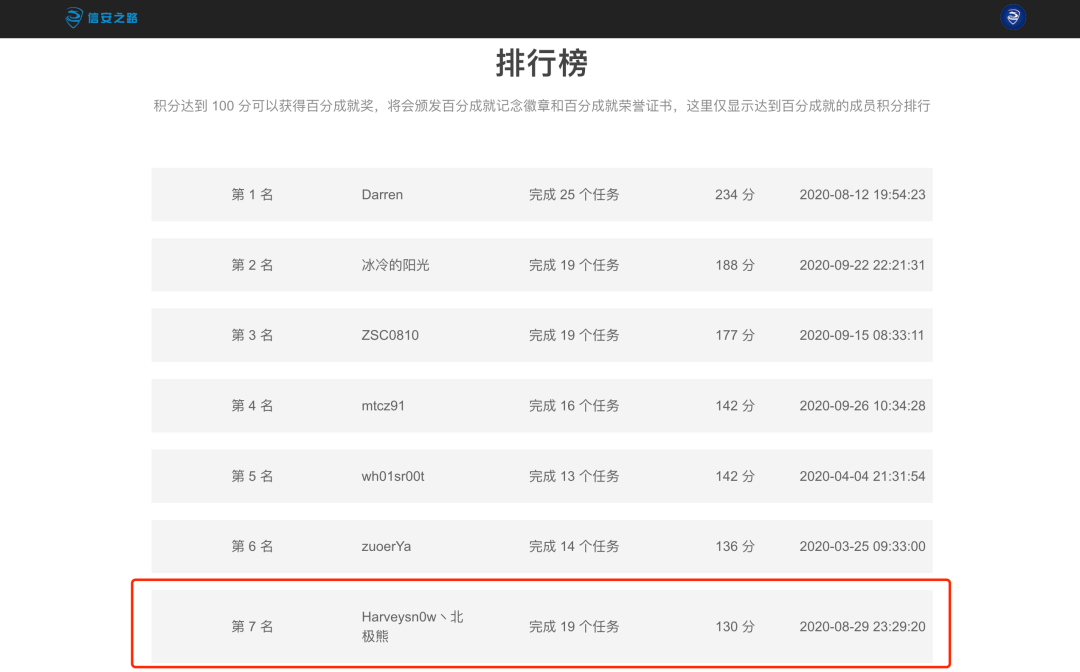 信安之路
排行榜
积分达到 100 分可以获得百分成就奖，将会颁发百分成就记念徽章和百分成就荣誉证书，这里仅显示达到百分成就的成员积分排行
第 1 名 Darren 完成 25 个任务 234 分 2020-08-12 19:54:23
第 2 名 冰冷的阳光 完成 19 个任务 188 分 2020-09-22 22:21:31
第 3 名 ZSC0810 完成 19 个任务 177 分 2020-09-15 08:33:11
第 4 名 mtcz91 完成 16 个任务 142 分 2020-09-26 10:34:28
第 5 名 wh01sr00t 完成 13 个任务 142 分 2020-04-04 21:31:54
第 6 名 zuoerYa 完成 14 个任务 136 分 2020-03-25 09:33:00
第 7 名 Harveysn0w丶北
极熊 完成 19 个任务 130 分 2020-08-29 23:29:20